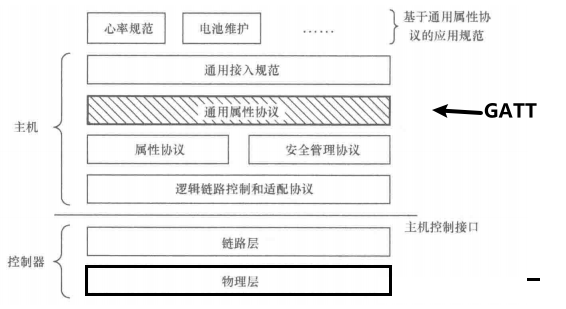 心率规范
电池维护
……
基于通用属性协
议的应用规范
通用接入规范
通用属性协议
GATT
主机
属性协议
安全管理协议
逻辑链路控制和适配协议
主机控制接口
链路层
控制器
物理层